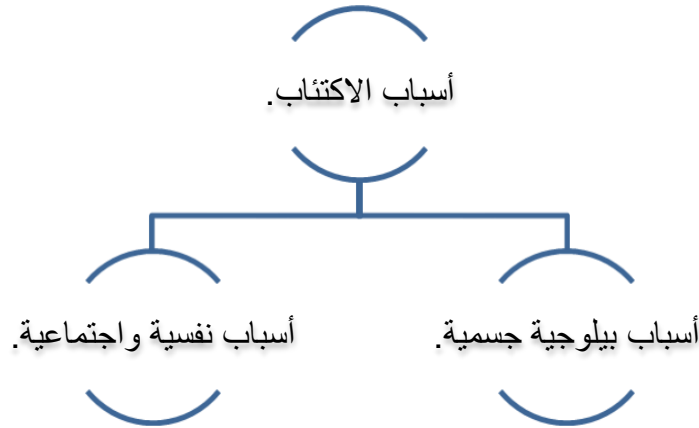 أسباب الاكتئاب.
أسباب بيلوجية جسمية.
أسباب نفسية واجتماعية.